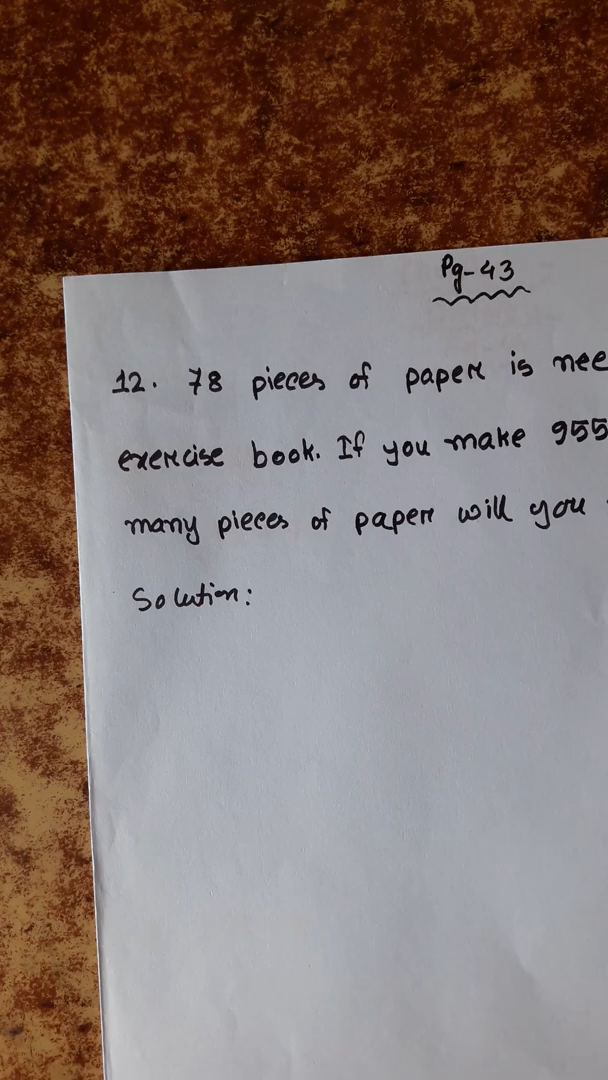 Pg-43
12. 78 pieces of paper is nee
exercise book. If you make 955
many pieces of paper will you
Solution: